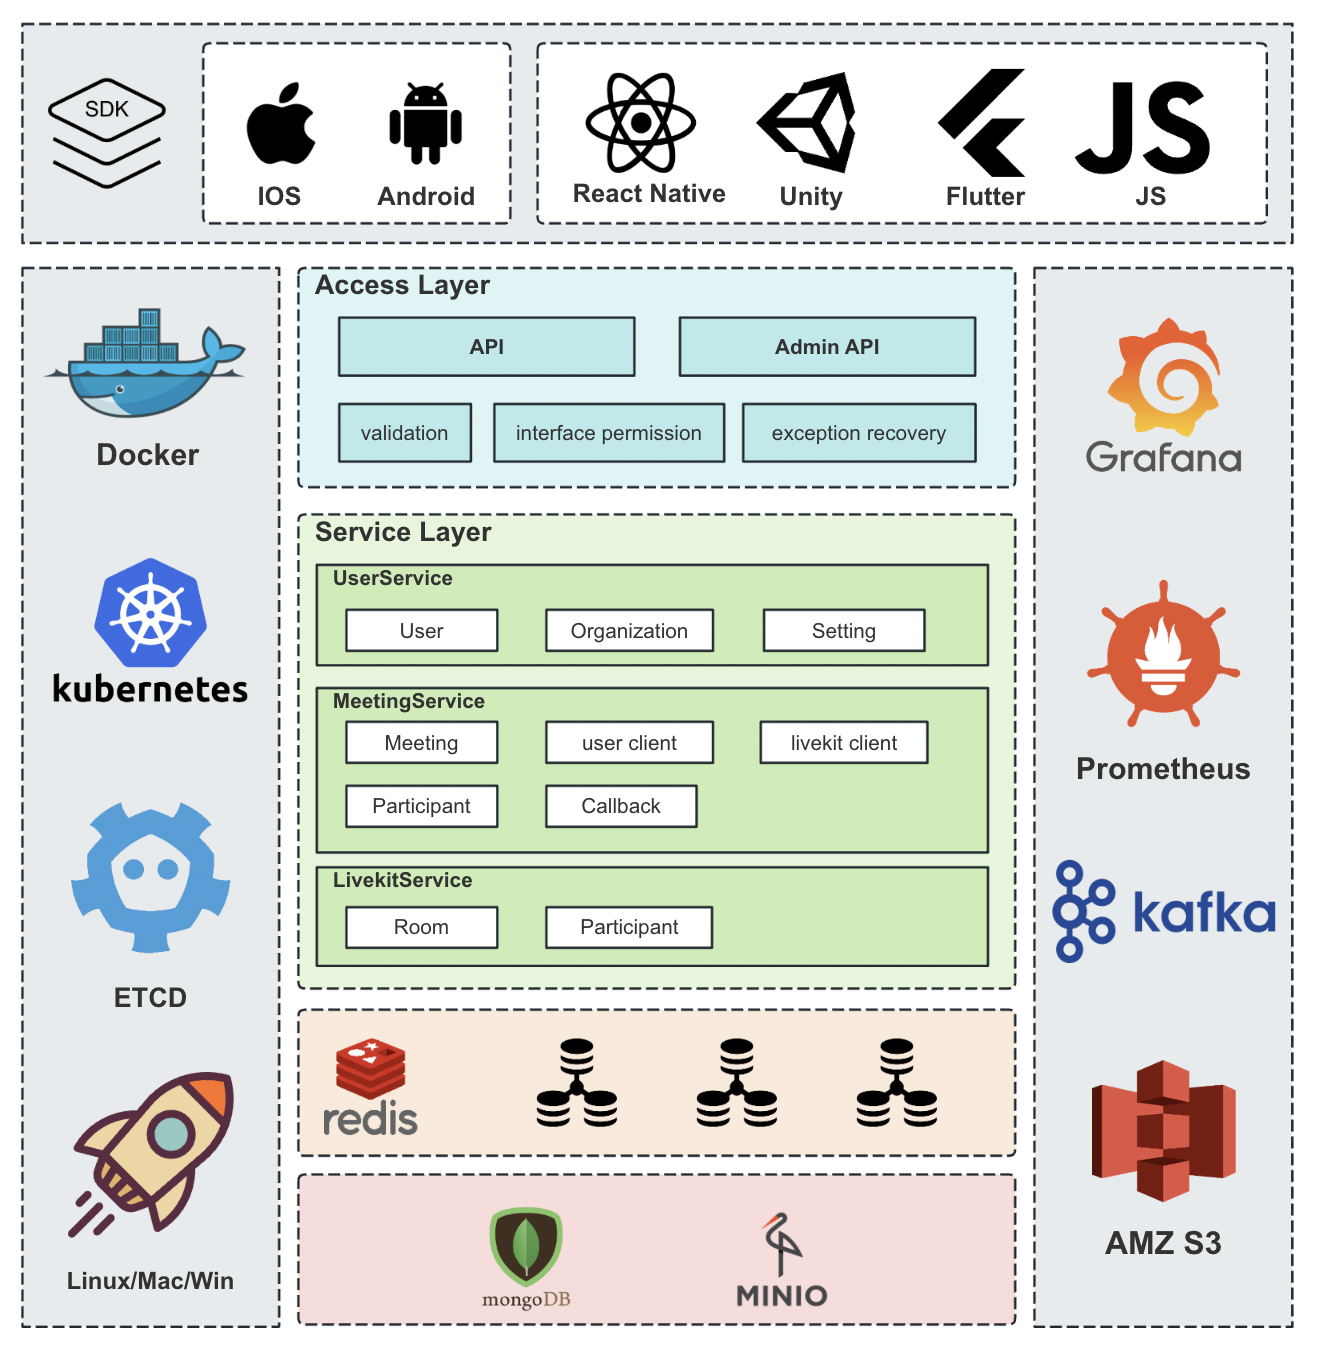 SDK
IOS
Android
React Native
Unity
Flutter
JS
JS
Docker
kubernetes
ETCD
Linux/Mac/Win
Access Layer
API
Admin API
validation
interface permission
exception recovery
Service Layer
UserService
User
Organization
Setting
MeetingService
Meeting
user client
livekit client
Participant
Callback
LivekitService
Room
Participant
redis
mongoDB
MINIO
Grafana
Prometheus
kafka
AMZ S3